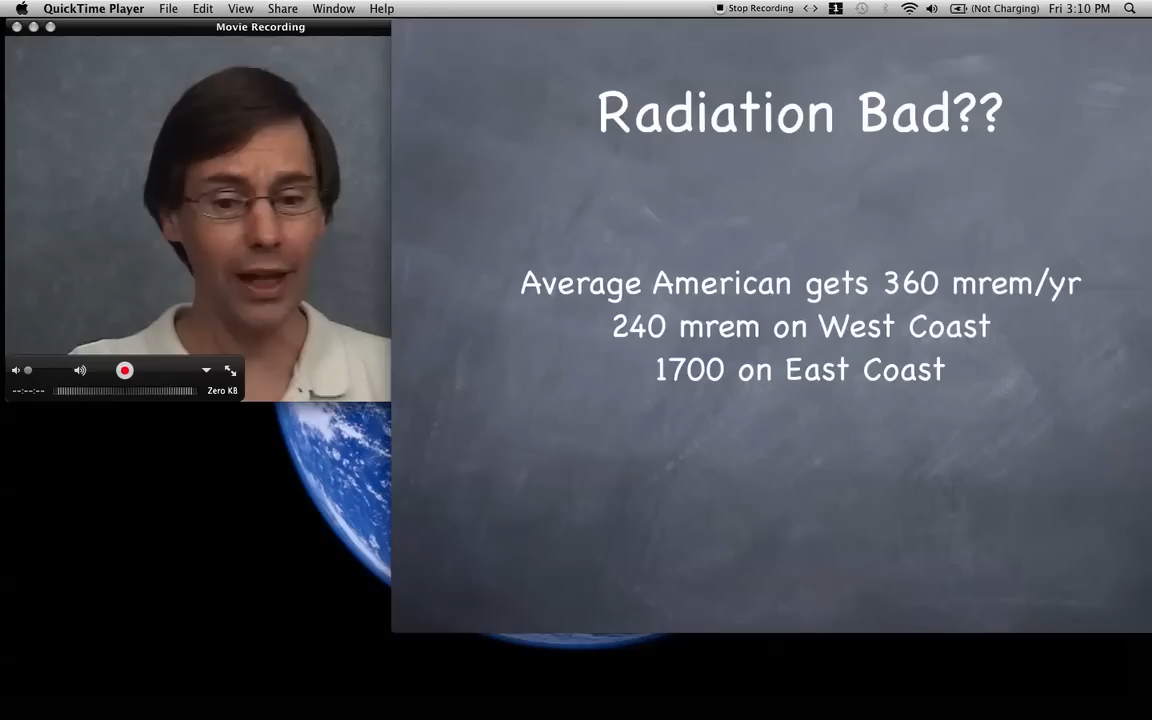 QuickTime Player File Edit View Share Window Help Stop Recording <··> 1 (Not Charging) Fri 3:10 PM
Movie Recording
Radiation Bad??
Average American gets 360 mrem/yr
240 mrem on West Coast
1700 on East Coast
--:--:-- Zero KB